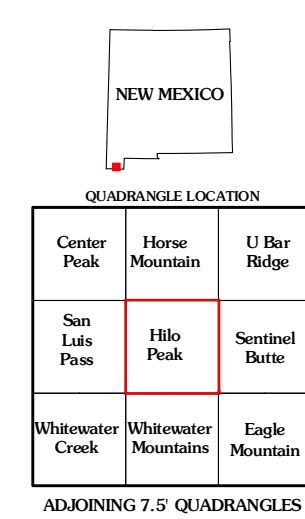 NEW MEXICO
QUADRANGLE LOCATION
Center
Peak
Horse
Mountain
U Bar
Ridge
San
Luis
Pass
Hilo
Peak
Sentinel
Butte
Whitewater
Creek
Whitewater
Mountains
Eagle
Mountain
ADJOINING 7.5' QUADRANGLES